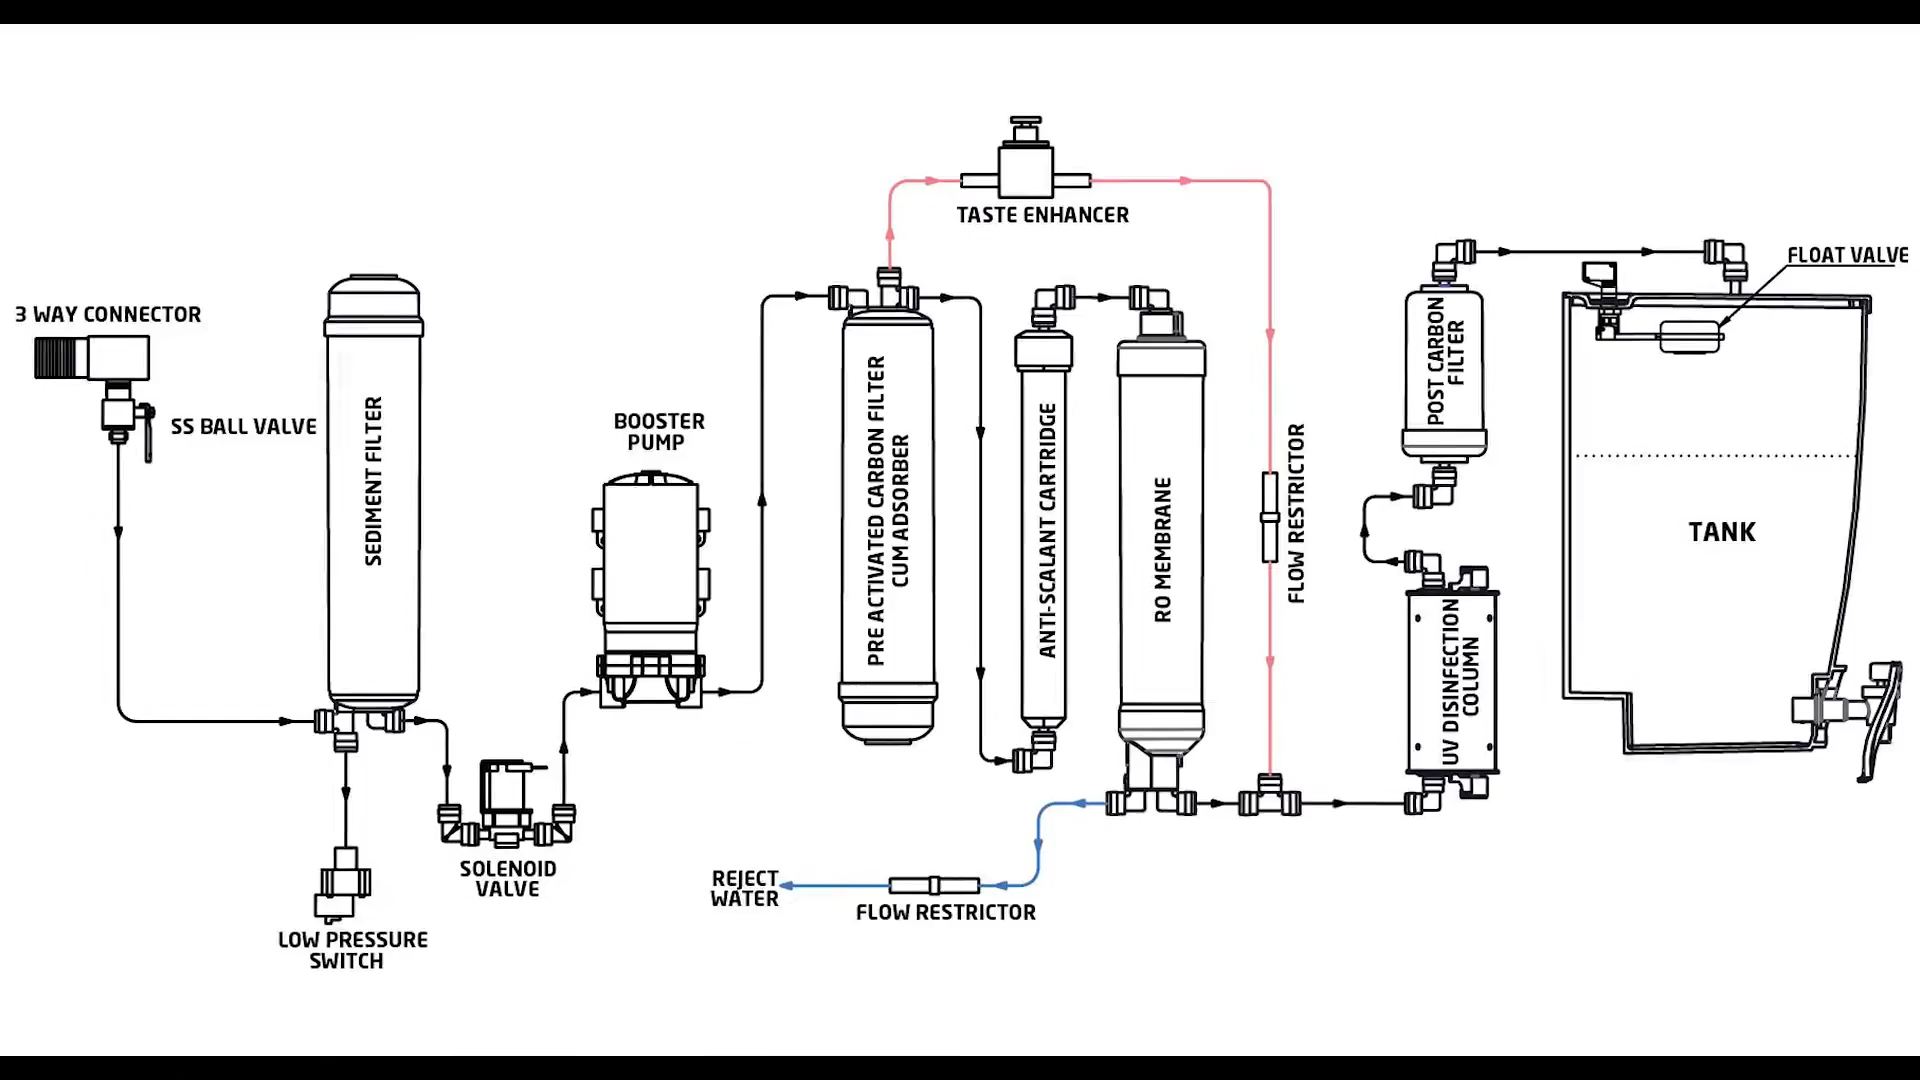 3 WAY CONNECTOR
SS BALL VALVE
SEDIMENT FILTER
LOW PRESSURE
SWITCH
SOLENOID
VALVE
BOOSTER
PUMP
PRE ACTIVATED CARBON FILTER
CUM ADSORBER
TASTE ENHANCER
ANTI-SCALANT CARTRIDGE
RO MEMBRANE
FLOW RESTRICTOR
REJECT
WATER
FLOW RESTRICTOR
UV DISINFECTION
COLUMN
POST CARBON
FILTER
FLOAT VALVE
TANK